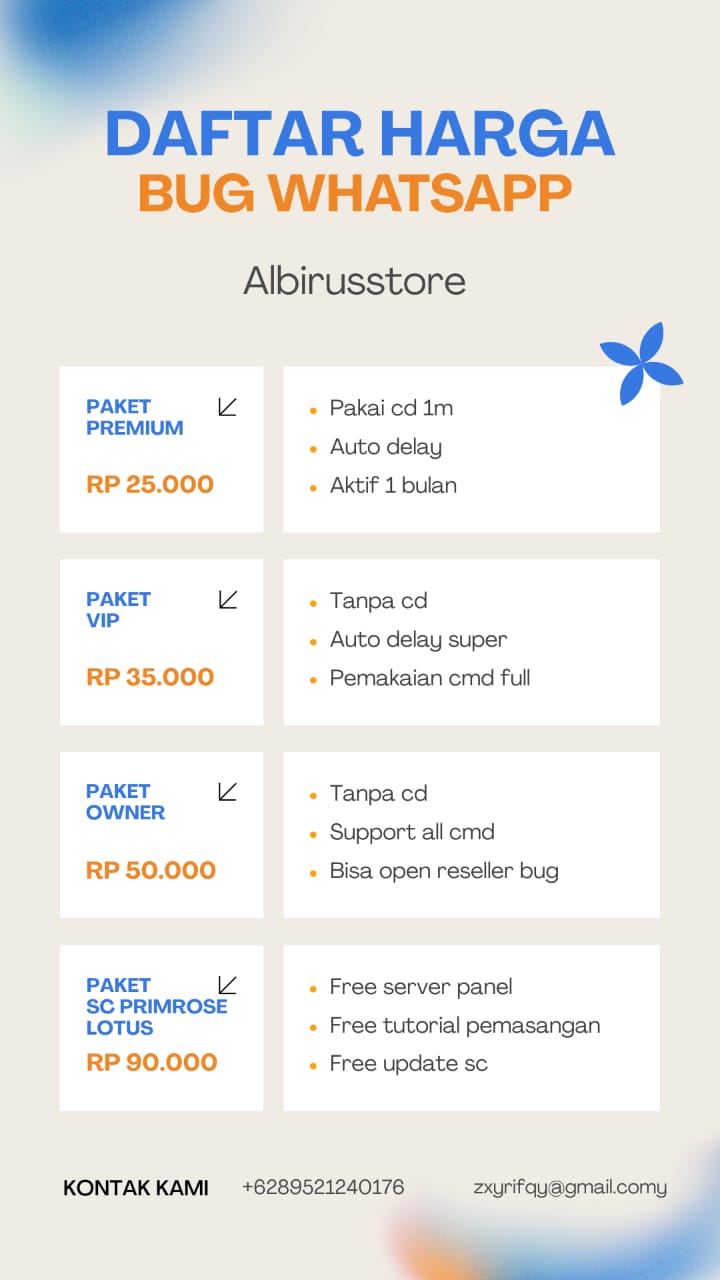 DAFTAR HARGA
BUG WHATSAPP
Albirusstore
PAKET
PREMIUM
RP 25.000
Pakai cd 1m
Auto delay
Aktif 1 bulan
PAKET
VIP
RP 35.000
Tanpa cd
Auto delay super
Pemakaian cmd full
PAKET
OWNER
RP 50.000
Tanpa cd
Support all cmd
Bisa open reseller bug
PAKET
SC PRIMROSE
LOTUS
RP 90.000
Free server panel
Free tutorial pemasangan
Free update sc
KONTAK KAMI +6289521240176 zxyrifqy@gmail.comy